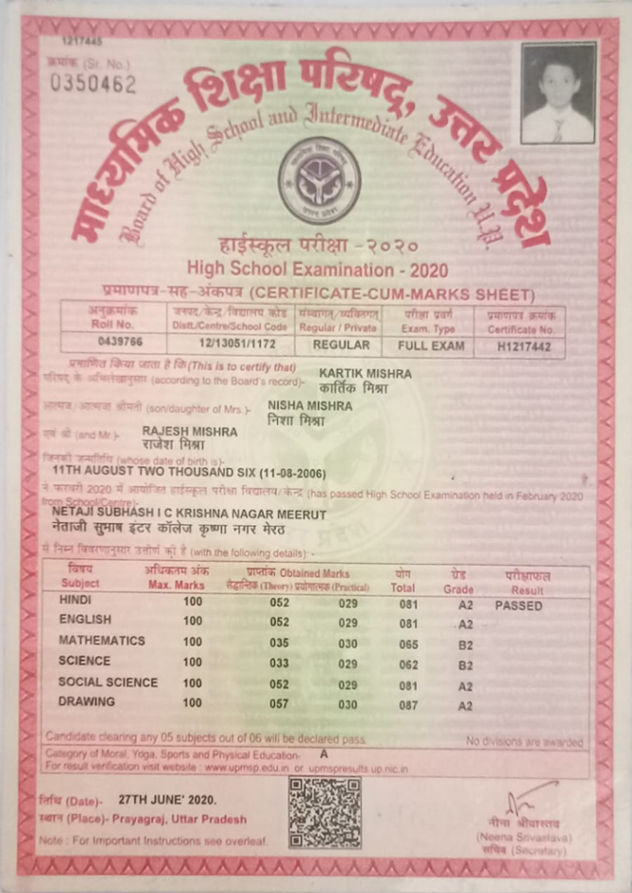 1217445
क्रमांक (Sr. No.)
0350462
माध्यमिक शिक्षा परिषद्, उत्तर प्रदेश
Board of High School and Intermediate Education U.P.
हाईस्कूल परीक्षा -२०२०
High School Examination - 2020
प्रमाणपत्र-सह-अंकपत्र (CERTIFICATE-CUM-MARKS SHEET)
अनुक्रमांक जनपद/केन्द्र/विद्यालय कोड संस्थागत/व्यक्तिगत परीक्षा प्रवर्ग प्रमाणपत्र क्रमांक
Roll No. Distt./Centre/School Code Regular / Private Exam. Type Certificate No.
0439766 12/13051/1172 REGULAR FULL EXAM H1217442
प्रमाणित किया जाता है कि (This is to certify that) KARTIK MISHRA
परिषद् के अभिलेखानुसार (according to the Board's record)- कार्तिक मिश्रा
आत्मज/आत्मजा श्रीमती (son/daughter of Mrs.)- NISHA MISHRA
निशा मिश्रा
एवं श्री (and Mr.)- RAJESH MISHRA
राजेश मिश्रा
जिनकी जन्मतिथि (whose date of birth is)-
11TH AUGUST TWO THOUSAND SIX (11-08-2006) है,
ने फरवरी 2020 में आयोजित हाईस्कूल परीक्षा विद्यालय/केन्द्र (has passed High School Examination held in February 2020
from School/Centre)-
NETAJI SUBHASH I C KRISHNA NAGAR MEERUT
नेताजी सुभाष इंटर कॉलेज कृष्णा नगर मेरठ
से निम्न विवरणानुसार उत्तीर्ण की है (with the following details):-
विषय अधिकतम अंक प्राप्तांक Obtained Marks योग ग्रेड परीक्षाफल
Subject Max. Marks सैद्धान्तिक (Theory) प्रयोगात्मक (Practical) Total Grade Result
HINDI 100 052 029 081 A2 PASSED
ENGLISH 100 052 029 081 A2
MATHEMATICS 100 035 030 065 B2
SCIENCE 100 033 029 062 B2
SOCIAL SCIENCE 100 052 029 081 A2
DRAWING 100 057 030 087 A2
Candidate clearing any 05 subjects out of 06 will be declared pass. No divisions are awarded
Category of Moral, Yoga, Sports and Physical Education- A
For result verification visit website : www.upmsp.edu.in or upmspresults.up.nic.in
तिथि (Date)- 27TH JUNE' 2020.
स्थान (Place)- Prayagraj, Uttar Pradesh
Note : For Important Instructions see overleaf.
नीना श्रीवास्तव
(Neena Srivastava)
सचिव (Secretary)